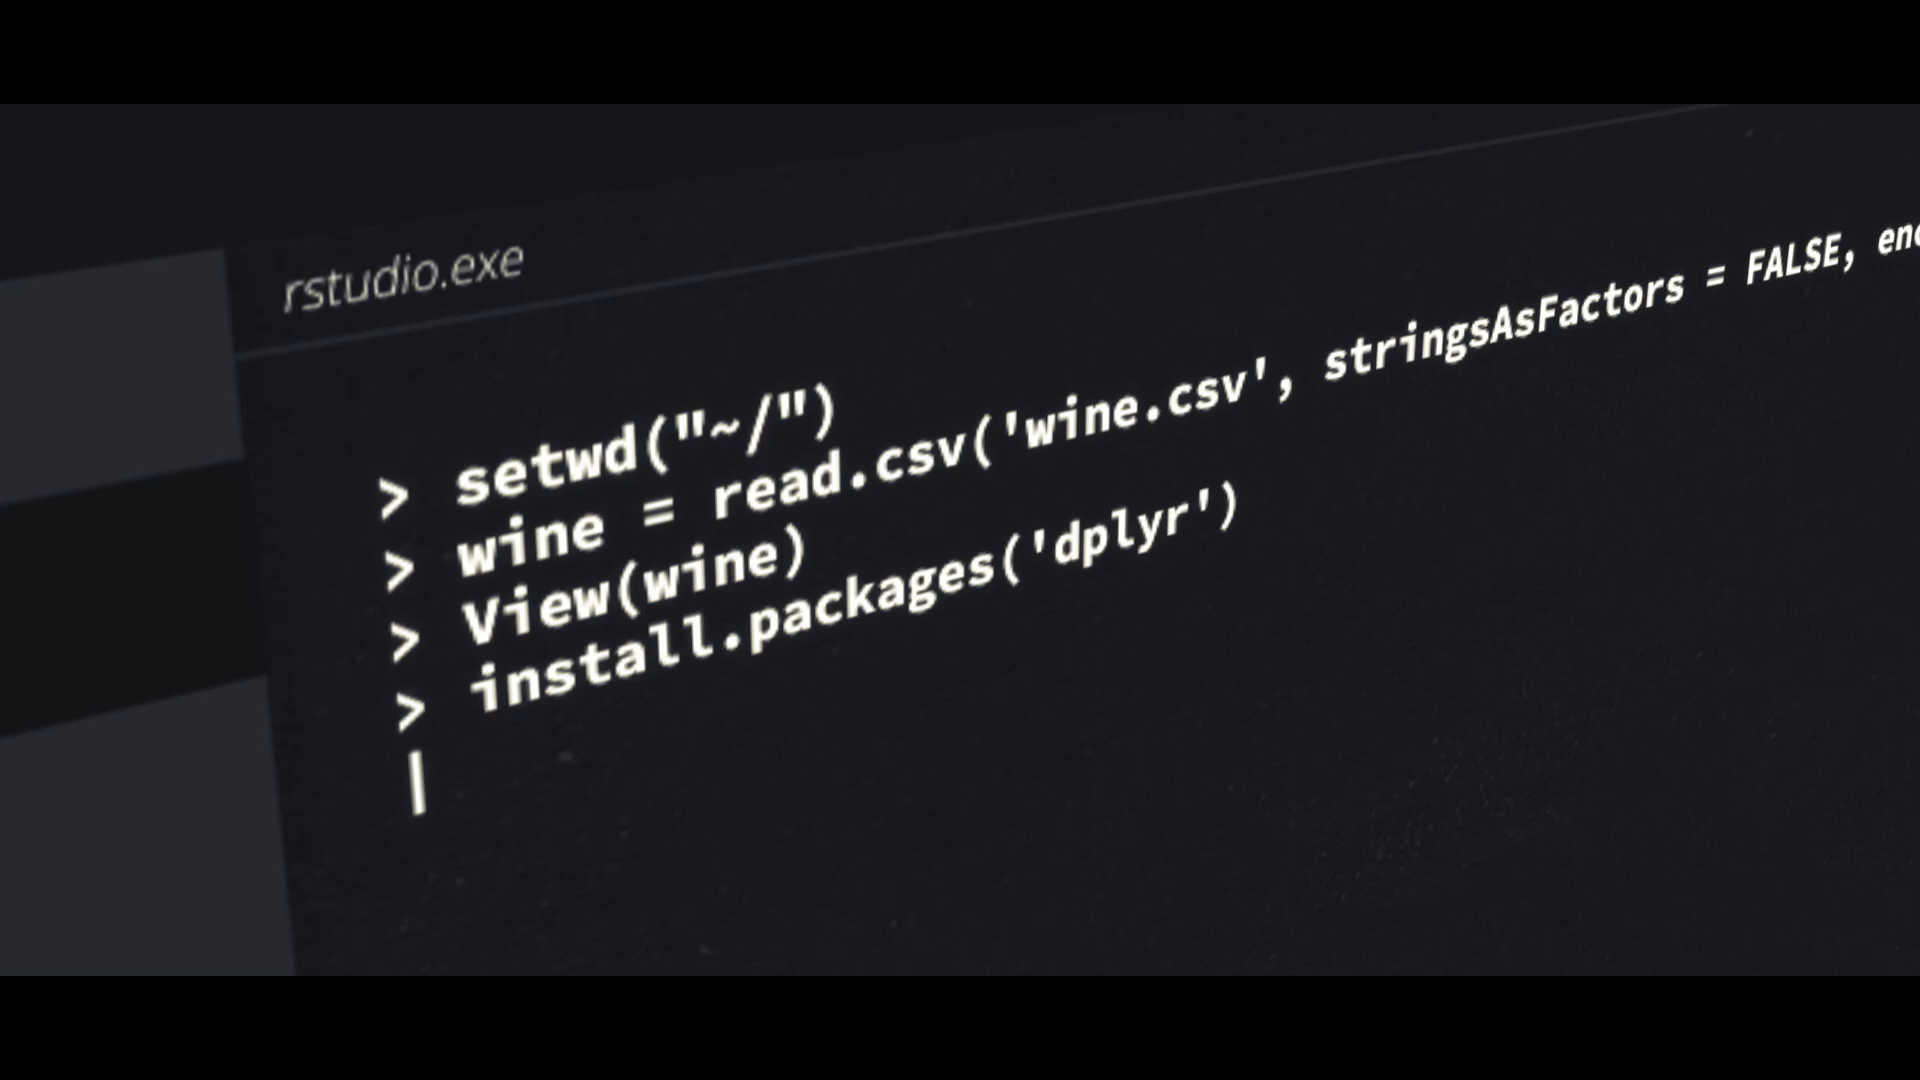 rstudio.exe
> setwd("~/")
> wine = read.csv('wine.csv', stringsAsFactors = FALSE,
> View(wine)
> install.packages('dplyr')